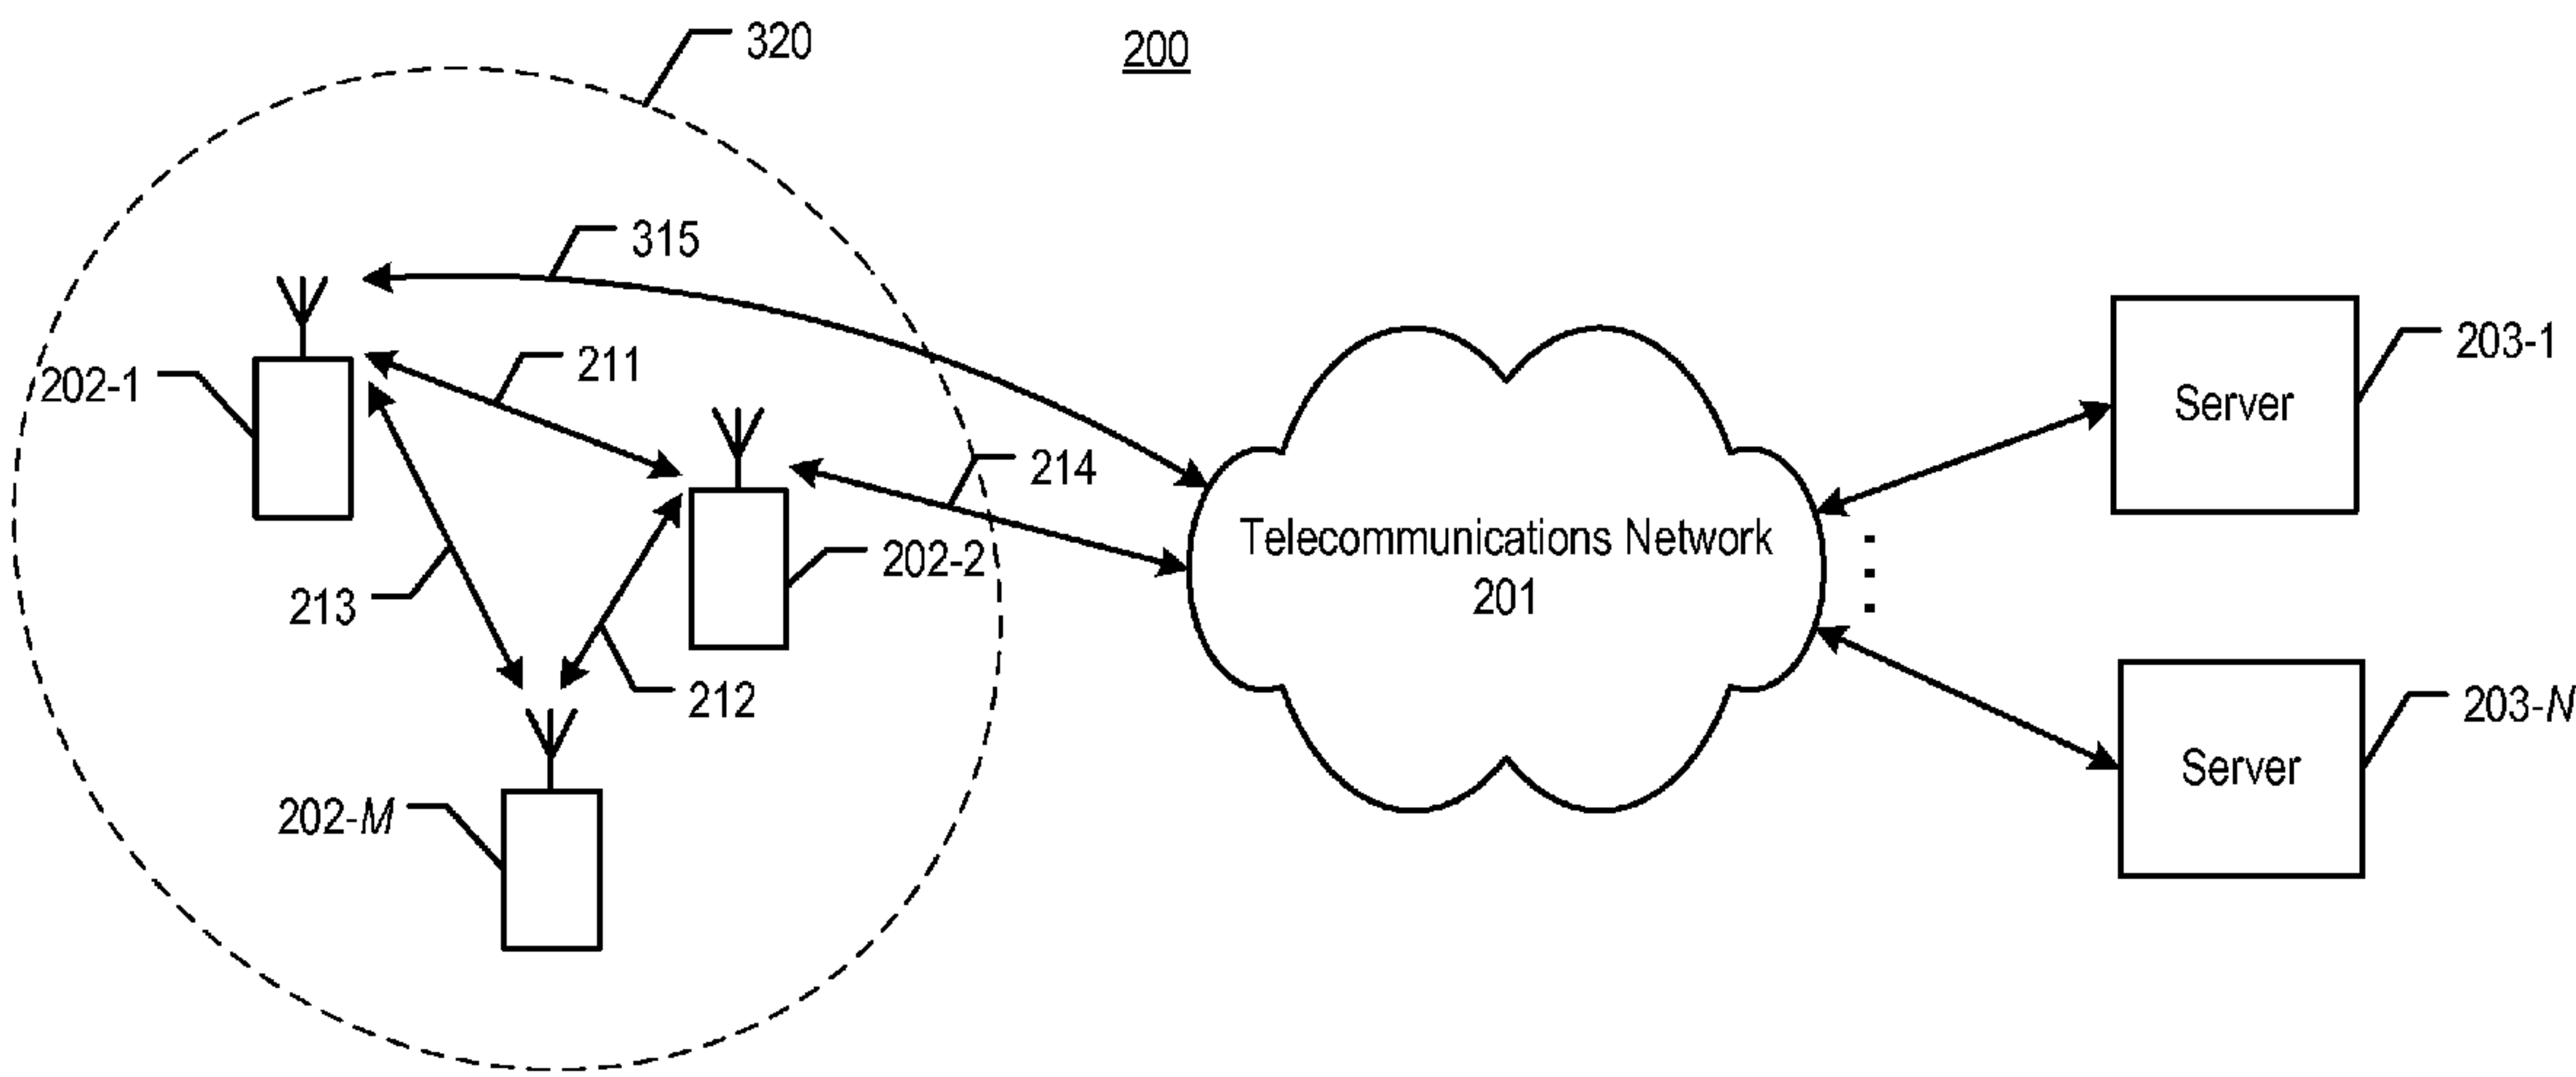 320
200
315
203-1
211
202-1
Server
214
Telecommunications Network
202-2
201
213
212
203-N
Server
202-M